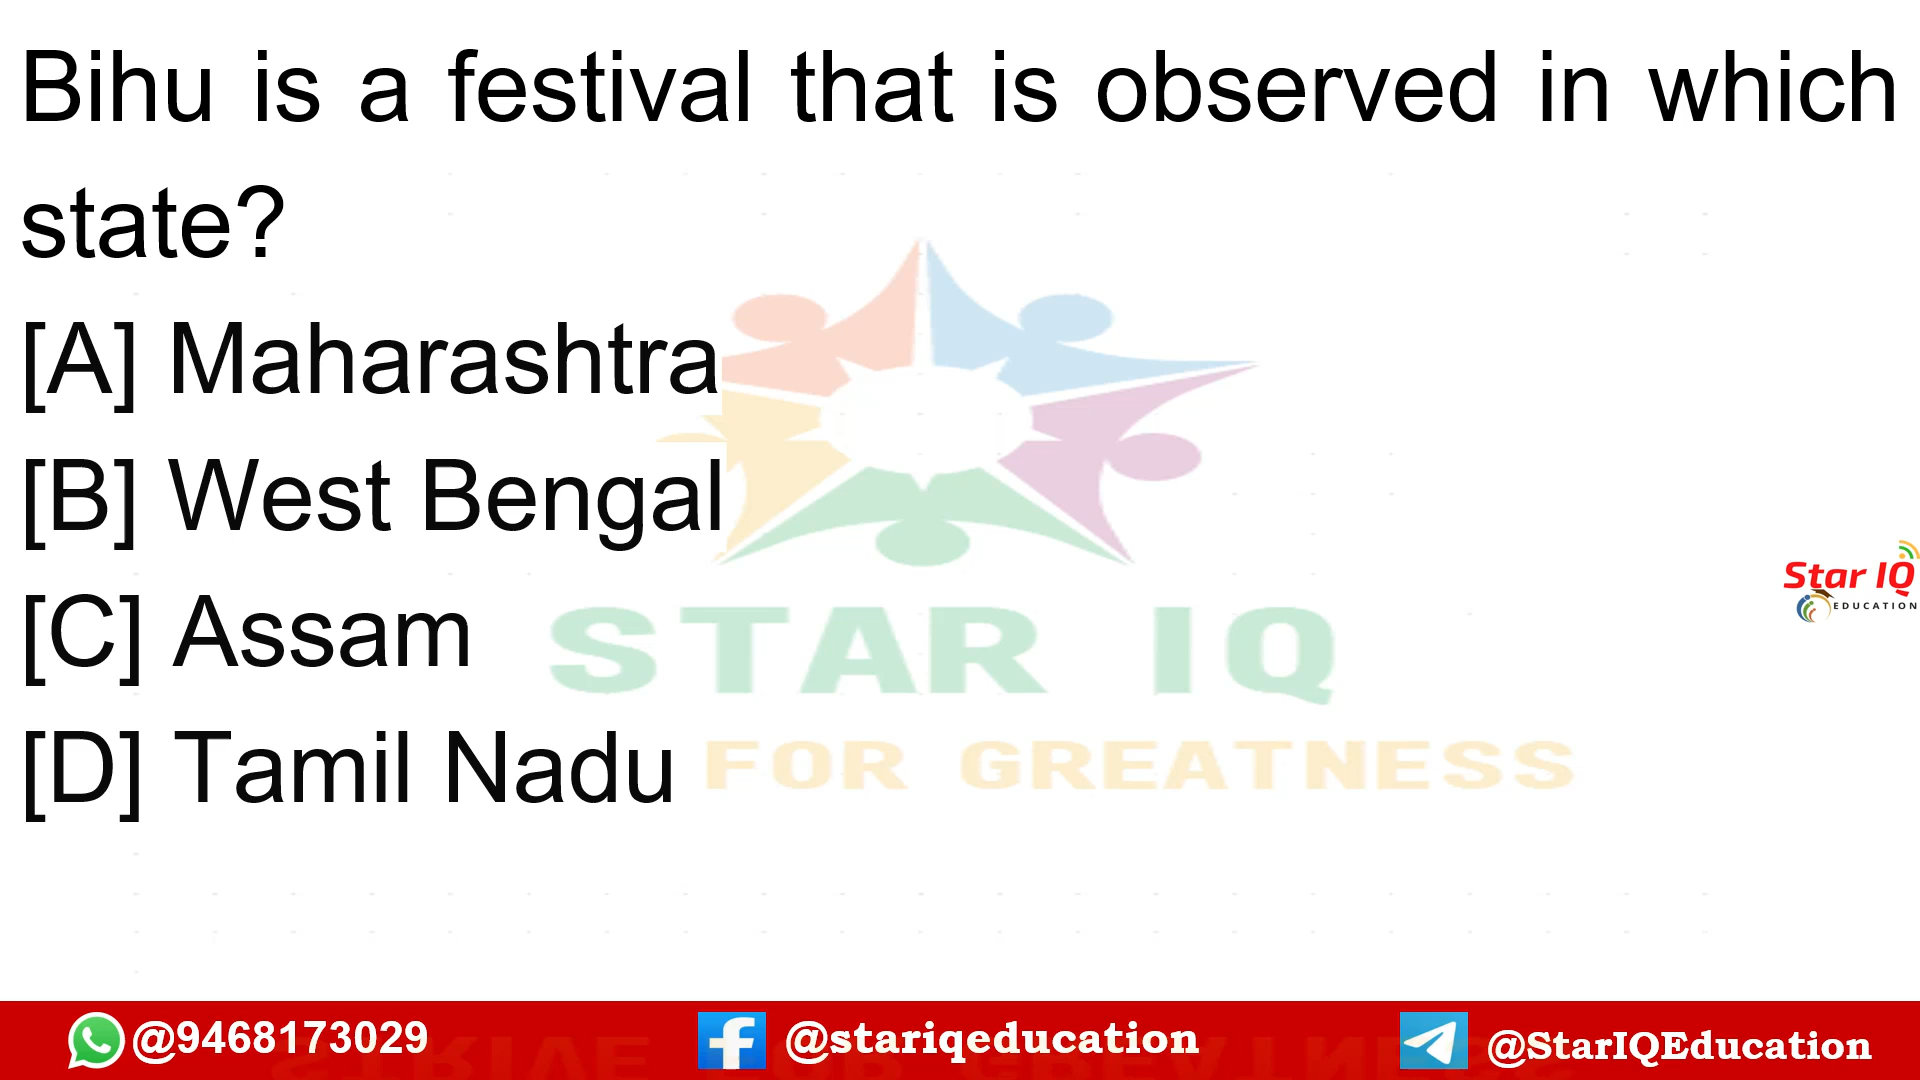 Bihu is a festival that is observed in which
state?
[A] Maharashtra
[B] West Bengal
[C] Assam
[D] Tamil Nadu
STAR IQ
FOR GREATNESS
Star IQ
EDUCATION
@9468173029
@stariqeducation
@StarIQEducation